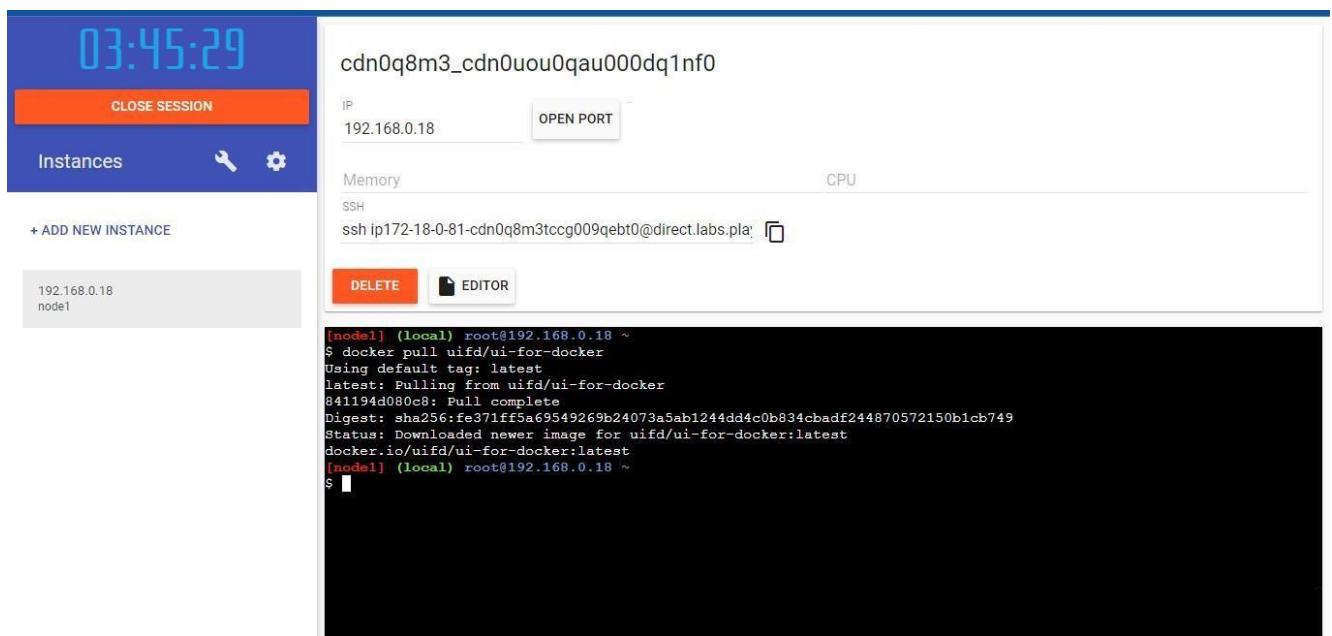 03:45:29
CLOSE SESSION
Instances
+ ADD NEW INSTANCE
192.168.0.18
node1
cdn0q8m3_cdn0uou0qau000dq1nf0
IP
192.168.0.18
OPEN PORT
Memory
CPU
SSH
ssh ip172-18-0-81-cdn0q8m3tccg009qebt0@direct.labs.pla
DELETE
EDITOR
[node1] (local) root@192.168.0.18 ~
$ docker pull uifd/ui-for-docker
Using default tag: latest
latest: Pulling from uifd/ui-for-docker
841194d080c8: Pull complete
Digest: sha256:fe371ff5a69549269b24073a5ab1244dd4c0b834cbadf244870572150b1cb749
Status: Downloaded newer image for uifd/ui-for-docker:latest
docker.io/uifd/ui-for-docker:latest
[node1] (local) root@192.168.0.18 ~
$